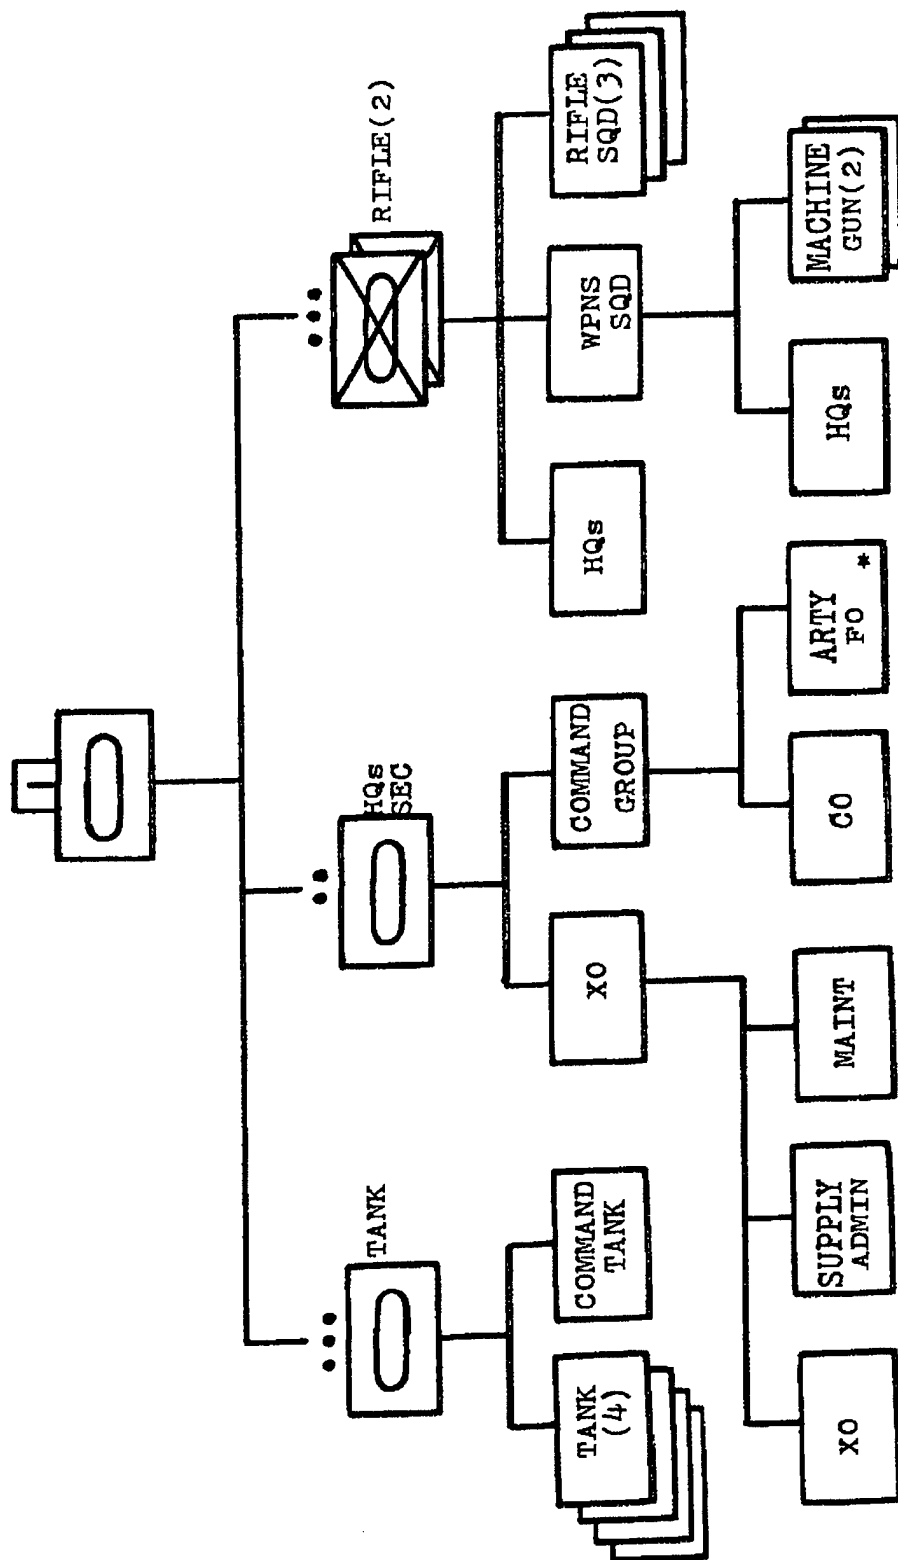 TANK
HQs
SEC
RIFLE(2)
TANK
(4)
COMMAND
TANK
XO
COMMAND
GROUP
HQs
WPNS
SQD
RIFLE
SQD(3)
XO
SUPPLY
ADMIN
MAINT
CO
ARTY
FO *
HQs
MACHINE
GUN(2)